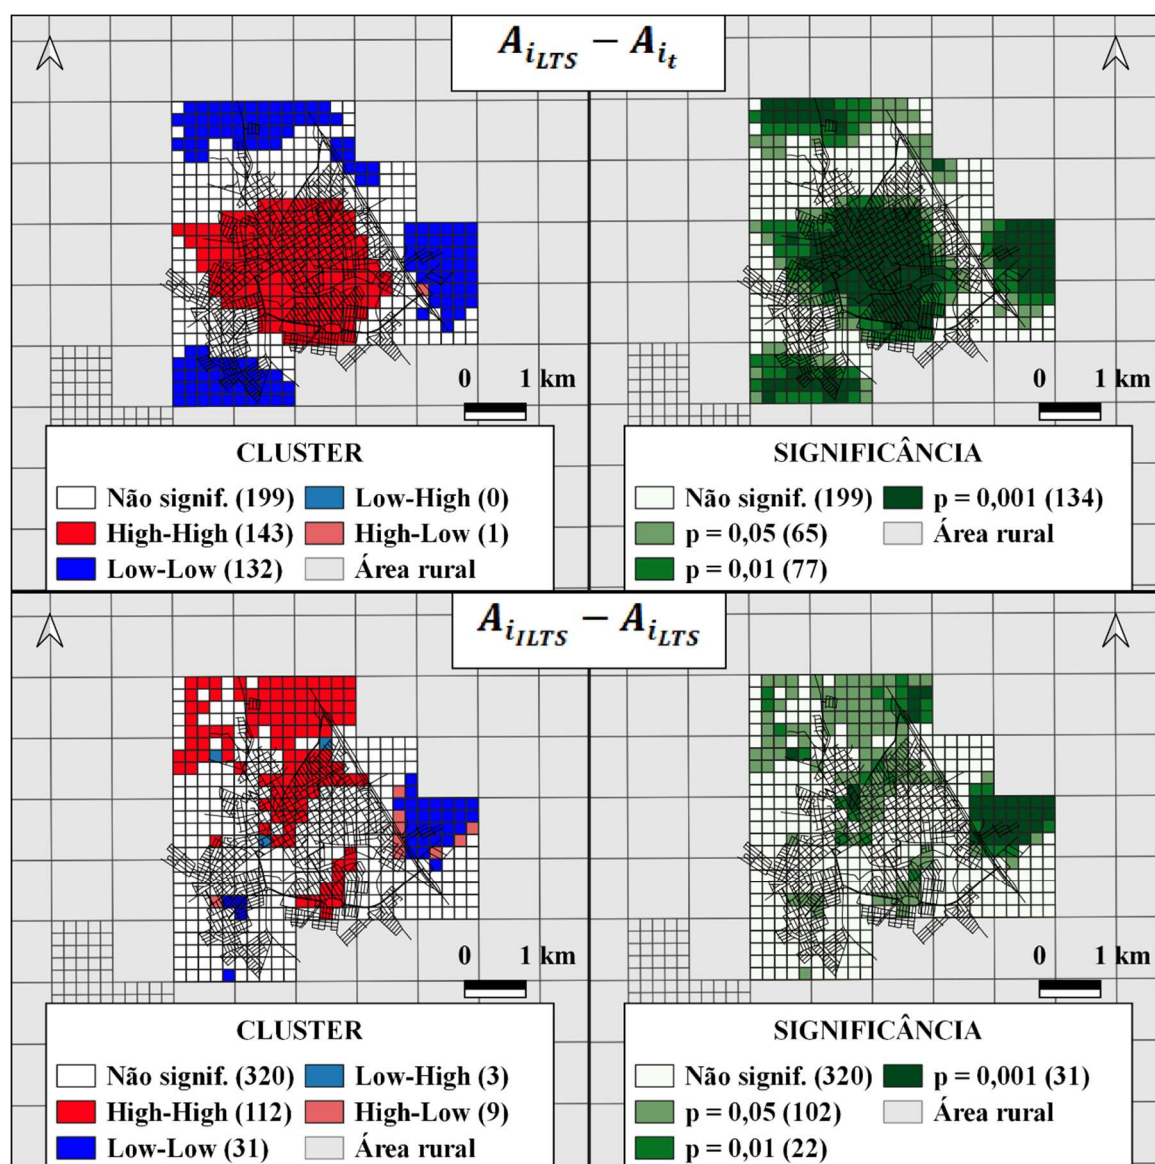 A_{i_{LTS}} − A_{i_t}
0 1 km
0 1 km
CLUSTER
Não signif. (199) Low-High (0)
High-High (143) High-Low (1)
Low-Low (132) Área rural
SIGNIFICÂNCIA
Não signif. (199) p = 0,001 (134)
p = 0,05 (65) Área rural
p = 0,01 (77)
A_{i_{ILTS}} − A_{i_{LTS}}
0 1 km
0 1 km
CLUSTER
Não signif. (320) Low-High (3)
High-High (112) High-Low (9)
Low-Low (31) Área rural
SIGNIFICÂNCIA
Não signif. (320) p = 0,001 (31)
p = 0,05 (102) Área rural
p = 0,01 (22)